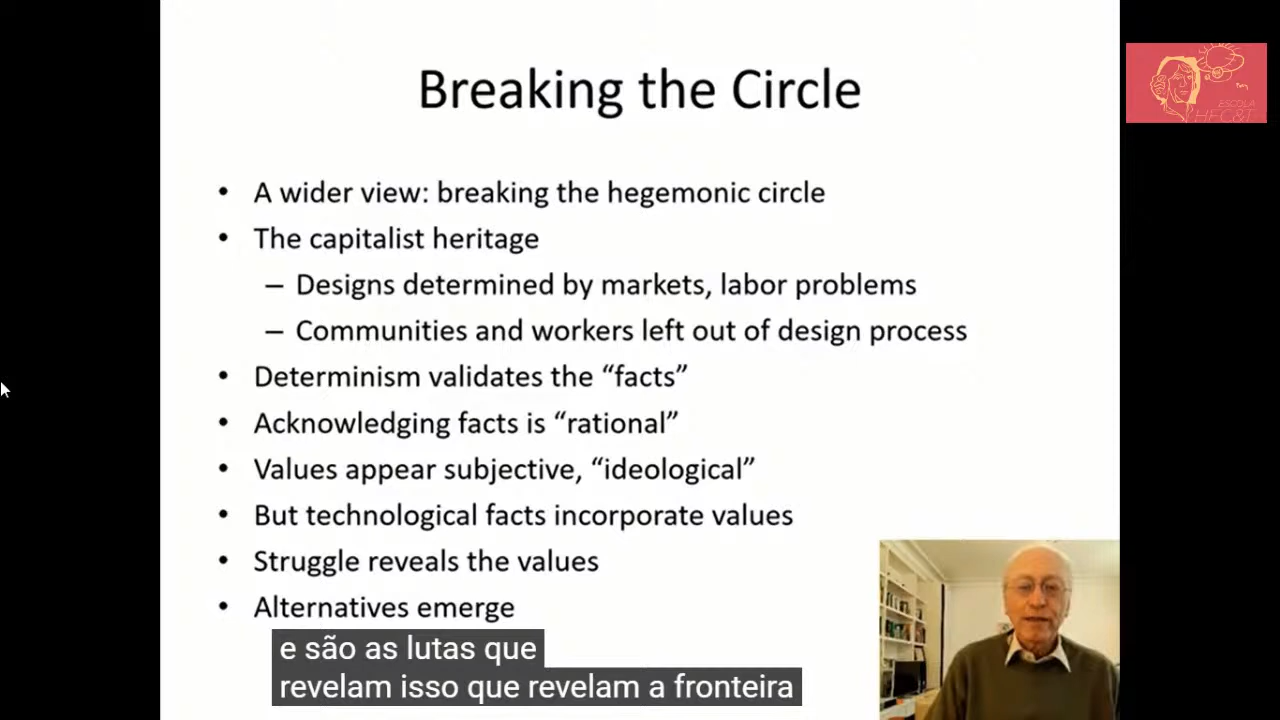 Breaking the Circle
ESCOLA
HFC&T
• A wider view: breaking the hegemonic circle
• The capitalist heritage
– Designs determined by markets, labor problems
– Communities and workers left out of design process
• Determinism validates the “facts”
• Acknowledging facts is “rational”
• Values appear subjective, “ideological”
• But technological facts incorporate values
• Struggle reveals the values
• Alternatives emerge
e são as lutas que
revelam isso que revelam a fronteira